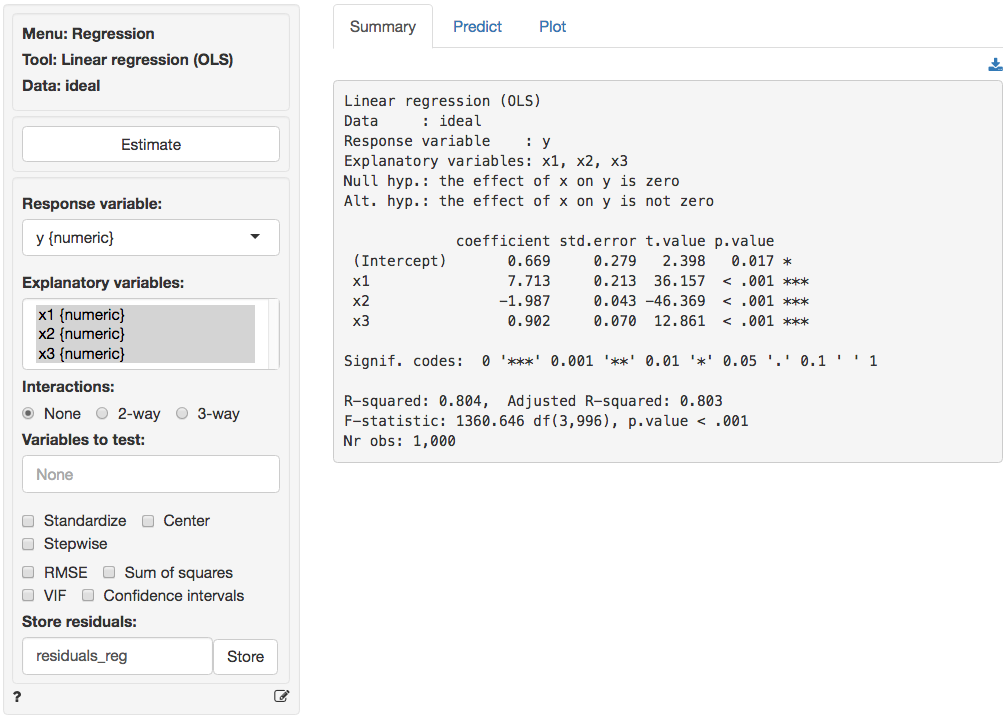 Menu: Regression
Tool: Linear regression (OLS)
Data: ideal
Estimate
Response variable:
y {numeric}
Explanatory variables:
x1 {numeric}
x2 {numeric}
x3 {numeric}
Interactions:
None 2-way 3-way
Variables to test:
None
Standardize Center
Stepwise
RMSE Sum of squares
VIF Confidence intervals
Store residuals:
residuals_reg Store
?
Summary Predict Plot
Linear regression (OLS)
Data : ideal
Response variable : y
Explanatory variables: x1, x2, x3
Null hyp.: the effect of x on y is zero
Alt. hyp.: the effect of x on y is not zero
coefficient std.error t.value p.value
(Intercept) 0.669 0.279 2.398 0.017 *
x1 7.713 0.213 36.157 < .001 ***
x2 -1.987 0.043 -46.369 < .001 ***
x3 0.902 0.070 12.861 < .001 ***
Signif. codes: 0 '***' 0.001 '**' 0.01 '*' 0.05 '.' 0.1 ' ' 1
R-squared: 0.804, Adjusted R-squared: 0.803
F-statistic: 1360.646 df(3,996), p.value < .001
Nr obs: 1,000